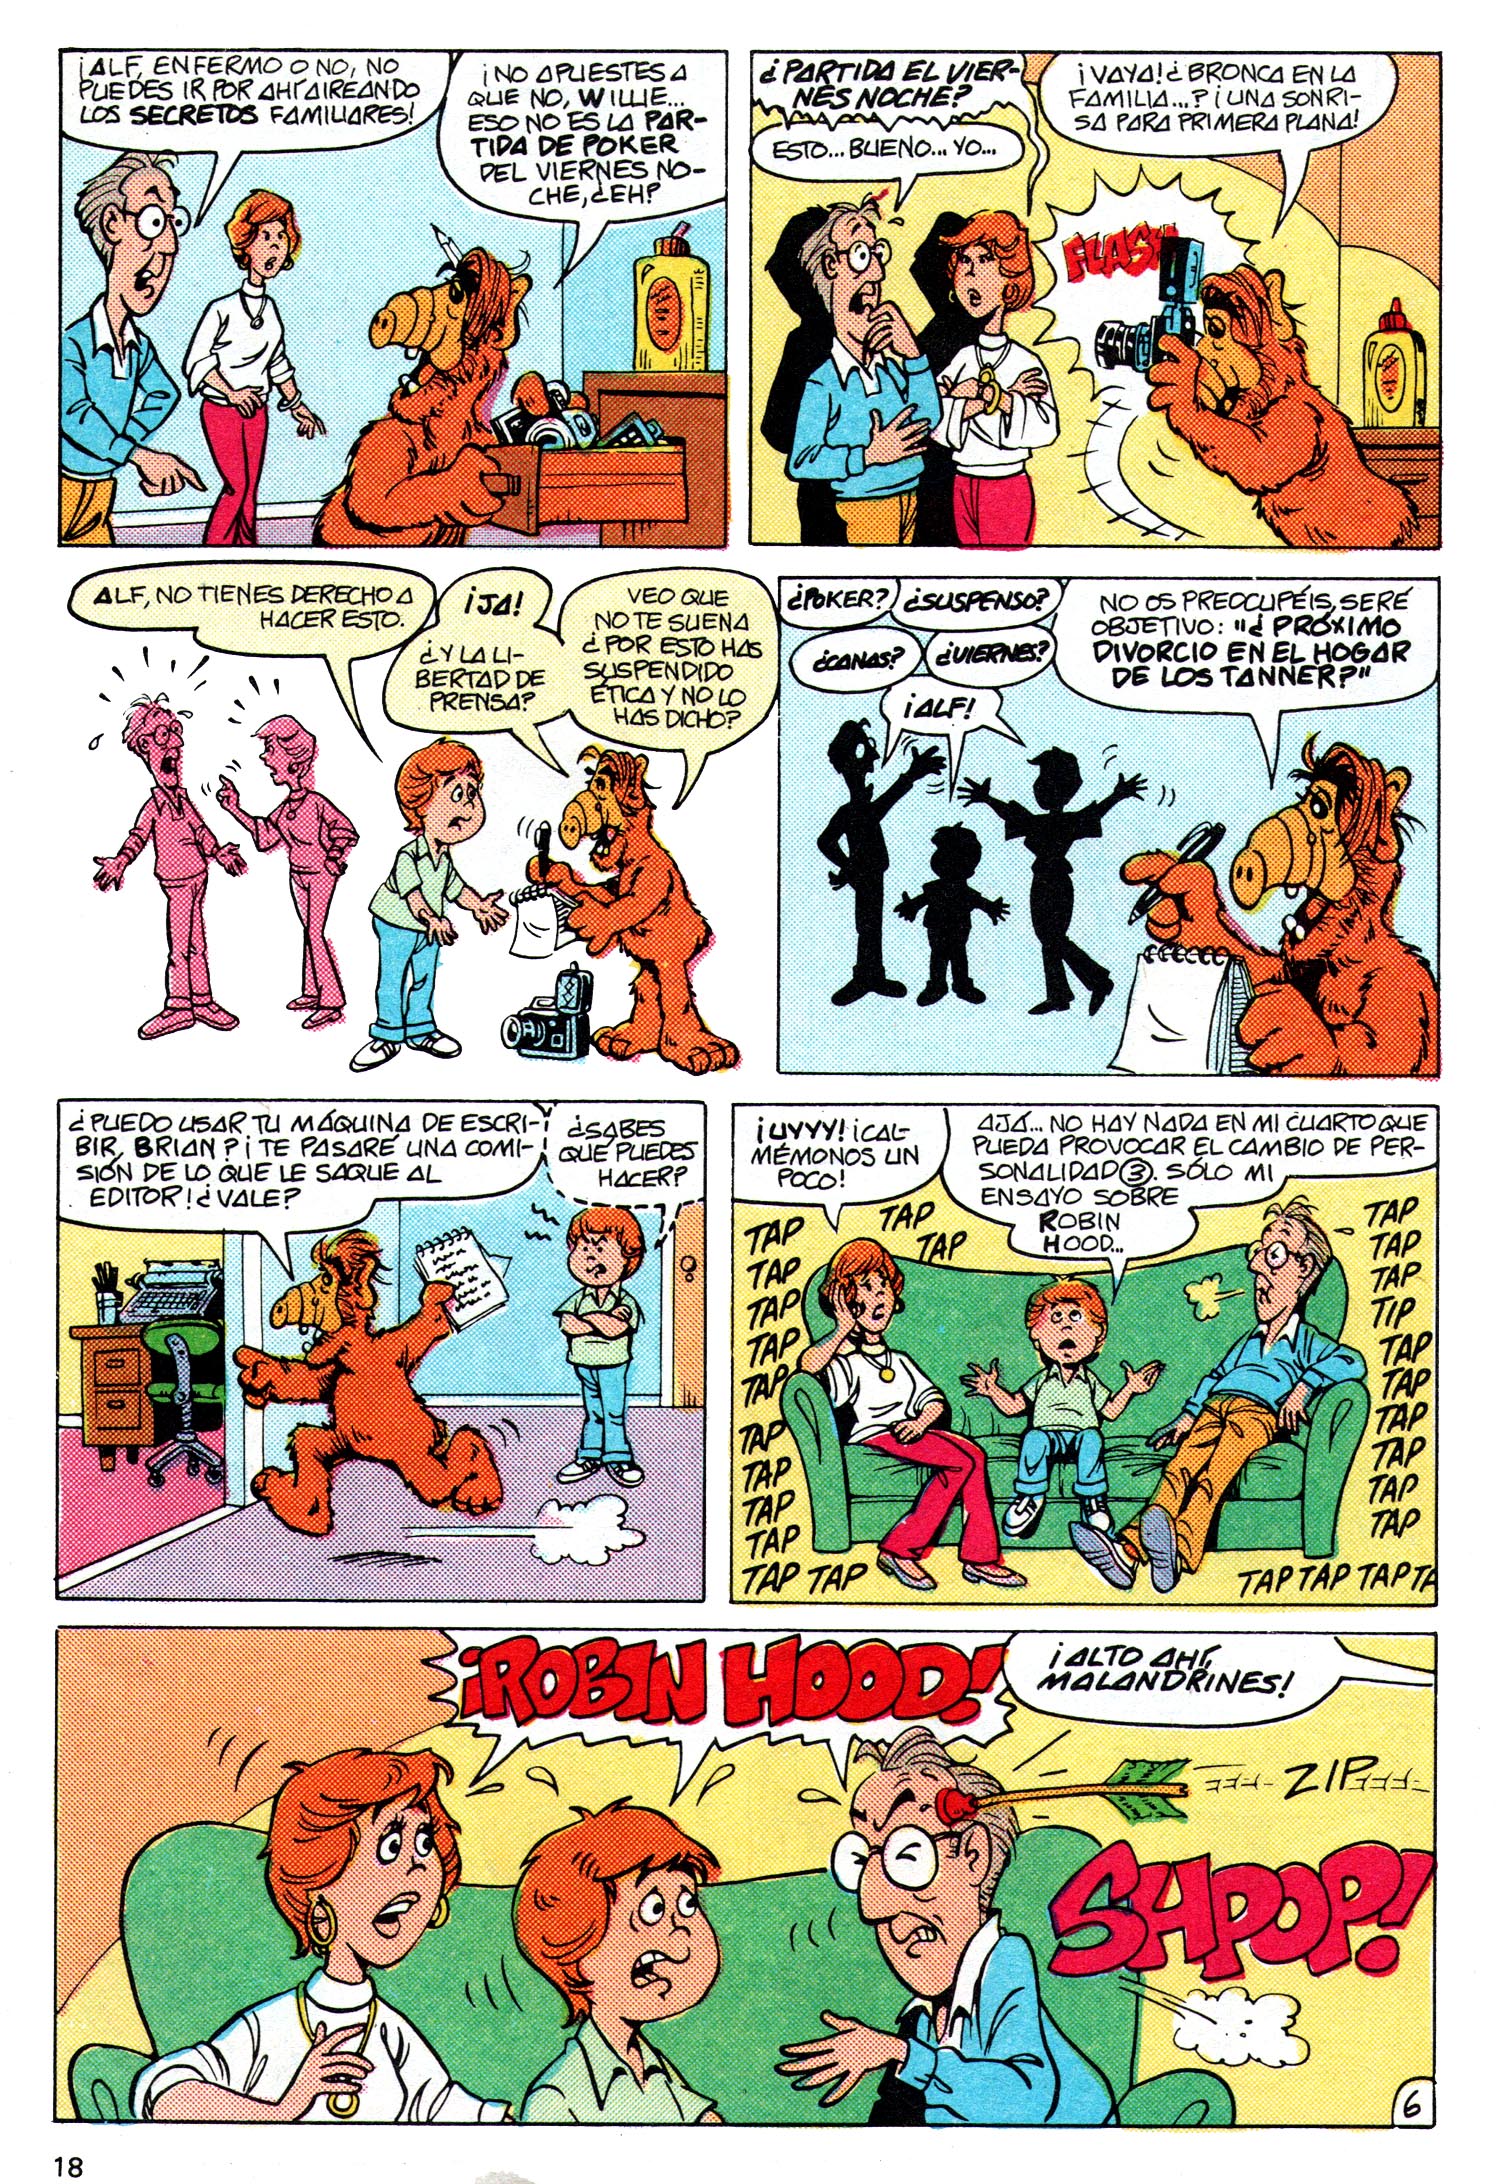 ¡ALF, ENFERMO O NO, NO
PUEDES IR POR AHÍ AIREANDO
LOS SECRETOS FAMILIARES!
¡NO APUESTES A
QUE NO, WILLIE...
ESO NO ES LA PAR-
TIDA DE POKER
DEL VIERNES NO-
CHE, ¿EH?
¿PARTIDA EL VIER-
NES NOCHE?
ESTO... BUENO... YO...
¡VAYA! ¿BRONCA EN LA
FAMILIA...? ¡UNA SONRI-
SA PARA PRIMERA PLANA!
FLASH
ALF, NO TIENES DERECHO A
HACER ESTO.
¡JA!
¿Y LA LI-
BERTAD DE
PRENSA?
VEO QUE
NO TE SUENA
¿POR ESTO HAS
SUSPENDIDO
ÉTICA Y NO LO
HAS DICHO?
¿POKER?
¿SUSPENSO?
¿CANAS?
¿VIERNES?
¡ALF!
NO OS PREOCUPÉIS, SERÉ
OBJETIVO: "¿PRÓXIMO
DIVORCIO EN EL HOGAR
DE LOS TANNER?"
¿PUEDO USAR TU MÁQUINA DE ESCRI-
BIR, BRIAN? ¡TE PASARÉ UNA COMI-
SIÓN DE LO QUE LE SAQUE AL
EDITOR! ¿VALE?
¿SABES
QUE PUEDES
HACER?
¡UYYY! ¡CAL-
MÉMONOS UN
POCO!
AJÁ... NO HAY NADA EN MI CUARTO QUE
PUEDA PROVOCAR EL CAMBIO DE PER-
SONALIDAD ③. SÓLO MI
ENSAYO SOBRE
ROBIN
HOOD...
TAP
TAP
TAP
TAP
TAP
TAP
TAP
TAP
TAP
TAP
TAP
TAP
TAP TAP
TAP
TAP
TAP
TIP
TAP
TAP
TAP
TAP
TAP
TAP
TAP TAP TAP TA
¡ROBIN HOOD!
¡ALTO AHÍ,
MALANDRINES!
ZIP
SHPOP!
6
18